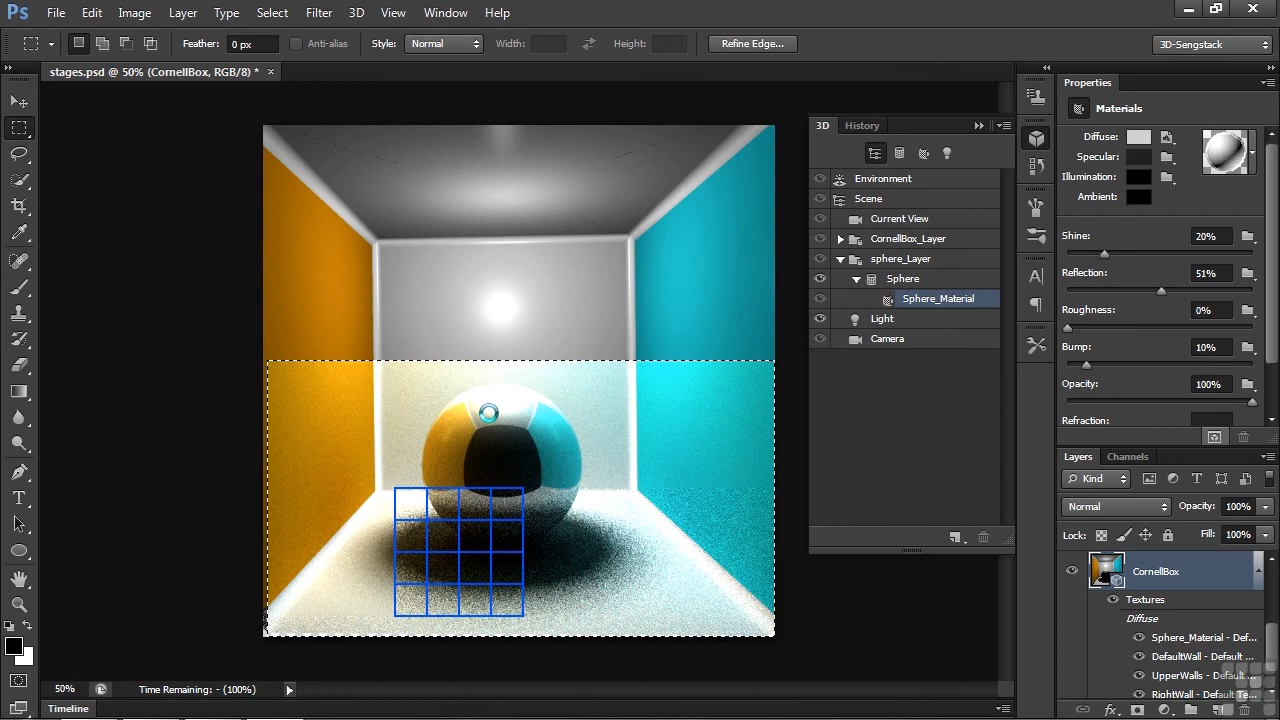 Ps File Edit Image Layer Type Select Filter 3D View Window Help
Feather: 0 px Anti-alias Style: Normal Width: Height: Refine Edge... 3D-Sengstack
stages.psd @ 50% (CornellBox, RGB/8) * ×
3D History
Environment
Scene
Current View
CornellBox_Layer
sphere_Layer
Sphere
Sphere_Material
Light
Camera
Properties
Materials
Diffuse:
Specular:
Illumination:
Ambient:
Shine: 20%
Reflection: 51%
Roughness: 0%
Bump: 10%
Opacity: 100%
Refraction:
Layers Channels
Kind
Normal Opacity: 100%
Lock: Fill: 100%
CornellBox
Textures
Diffuse
Sphere_Material - Def...
DefaultWall - Default ...
UpperWalls - Default ...
RightWall - Default Te...
50% Time Remaining: - (100%)
Timeline